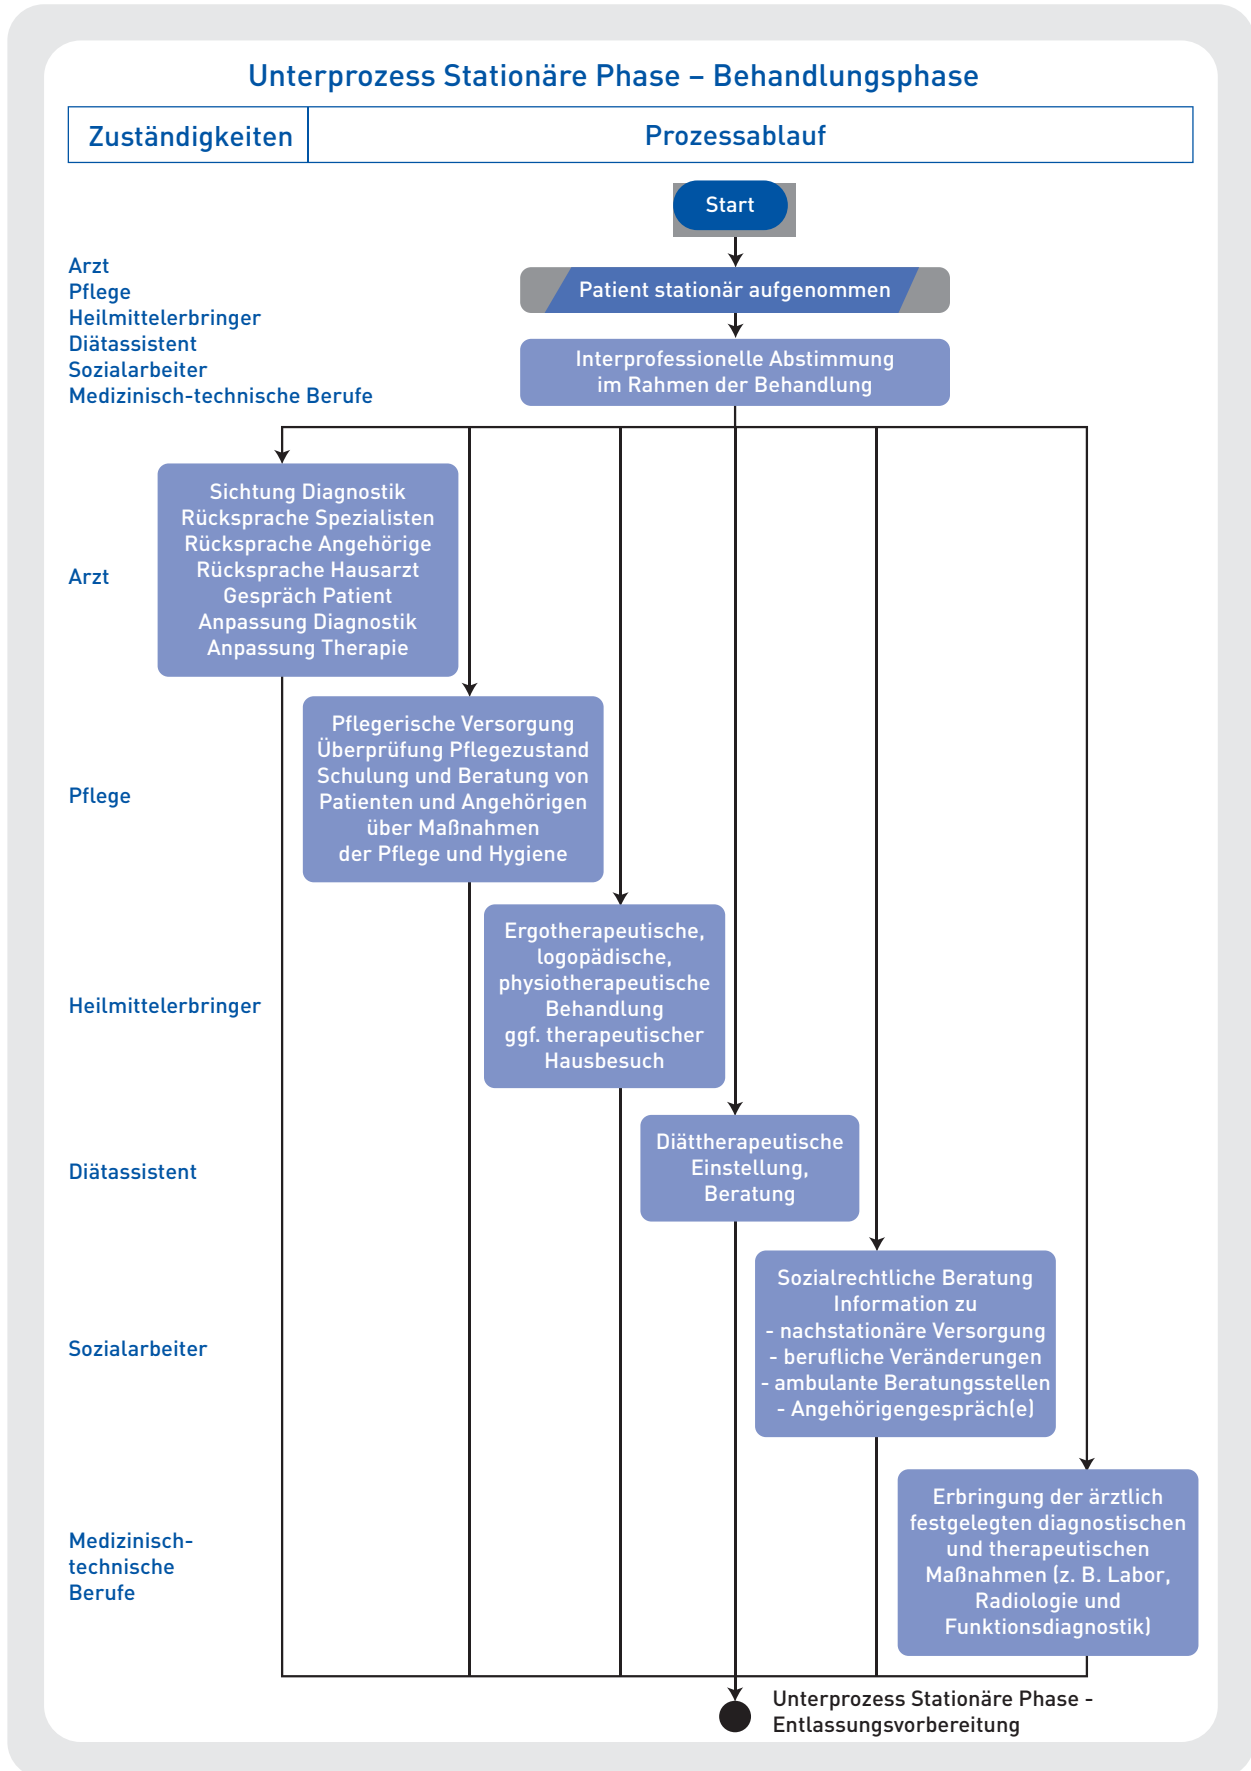 Unterprozess Stationäre Phase – Behandlungsphase
Zuständigkeiten
Prozessablauf
Start
Arzt
Pflege
Heilmittelerbringer
Diätassistent
Sozialarbeiter
Medizinisch-technische Berufe
Patient stationär aufgenommen
Interprofessionelle Abstimmung
im Rahmen der Behandlung
Arzt
Sichtung Diagnostik
Rücksprache Spezialisten
Rücksprache Angehörige
Rücksprache Hausarzt
Gespräch Patient
Anpassung Diagnostik
Anpassung Therapie
Pflege
Pflegerische Versorgung
Überprüfung Pflegezustand
Schulung und Beratung von
Patienten und Angehörigen
über Maßnahmen
der Pflege und Hygiene
Heilmittelerbringer
Ergotherapeutische,
logopädische,
physiotherapeutische
Behandlung
ggf. therapeutischer
Hausbesuch
Diätassistent
Diättherapeutische
Einstellung,
Beratung
Sozialarbeiter
Sozialrechtliche Beratung
Information zu
- nachstationäre Versorgung
- berufliche Veränderungen
- ambulante Beratungsstellen
- Angehörigengespräch(e)
Medizinisch-
technische
Berufe
Erbringung der ärztlich
festgelegten diagnostischen
und therapeutischen
Maßnahmen (z. B. Labor,
Radiologie und
Funktionsdiagnostik)
Unterprozess Stationäre Phase -
Entlassungsvorbereitung